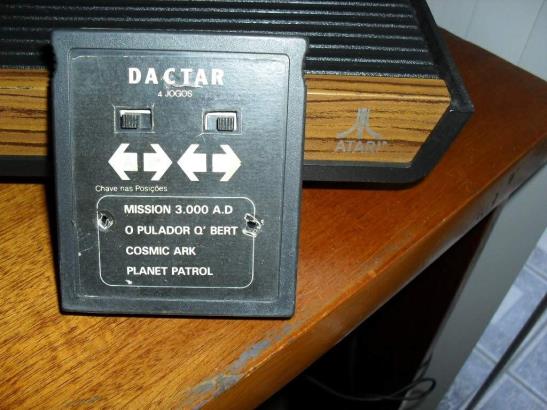 DACTAR
4 JOGOS
Chave nas Posições
MISSION 3.000 A.D
O PULADOR Q' BERT
COSMIC ARK
PLANET PATROL
ATARI